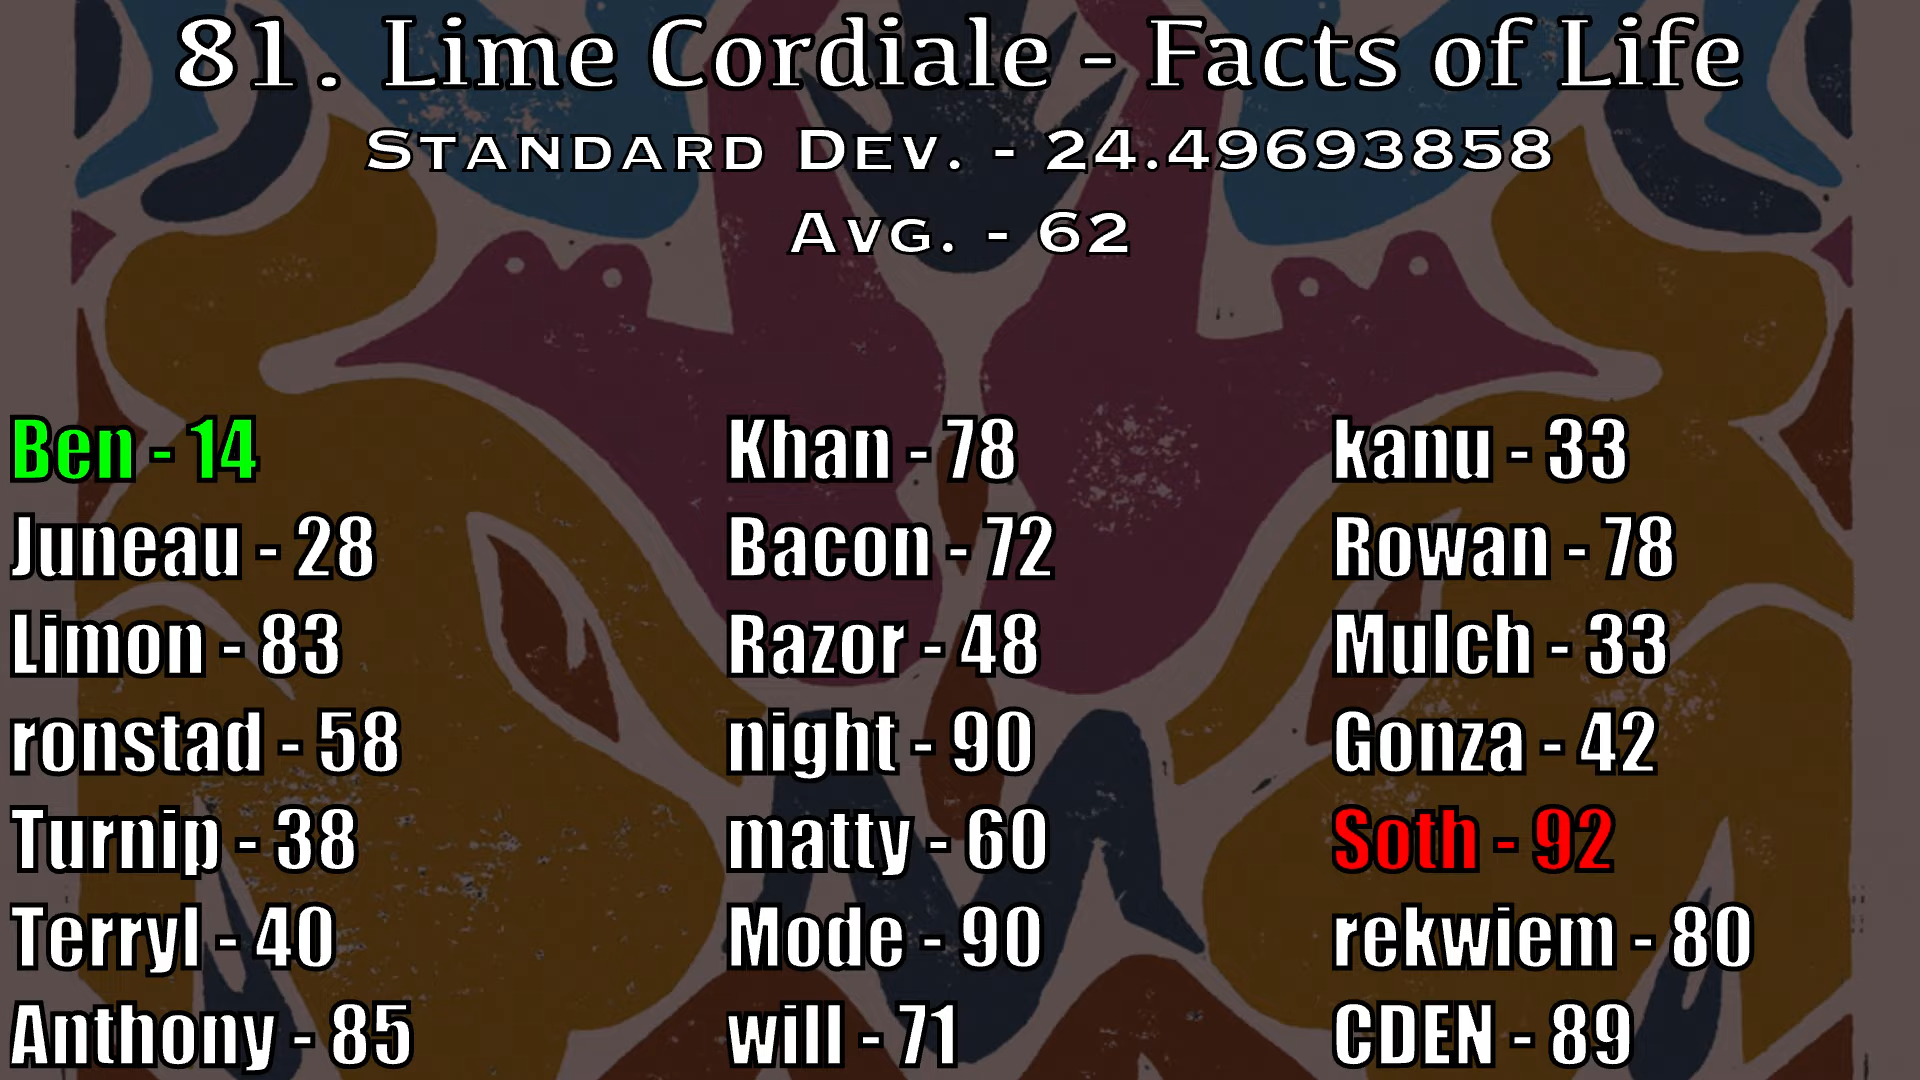 81. Lime Cordiale - Facts of Life
Standard Dev. - 24.49693858
Avg. - 62
Ben - 14
Juneau - 28
Limon - 83
ronstad - 58
Turnip - 38
Terryl - 40
Anthony - 85
Khan - 78
Bacon - 72
Razor - 48
night - 90
matty - 60
Mode - 90
will - 71
kanu - 33
Rowan - 78
Mulch - 33
Gonza - 42
Soth - 92
rekwiem - 80
CDEN - 89